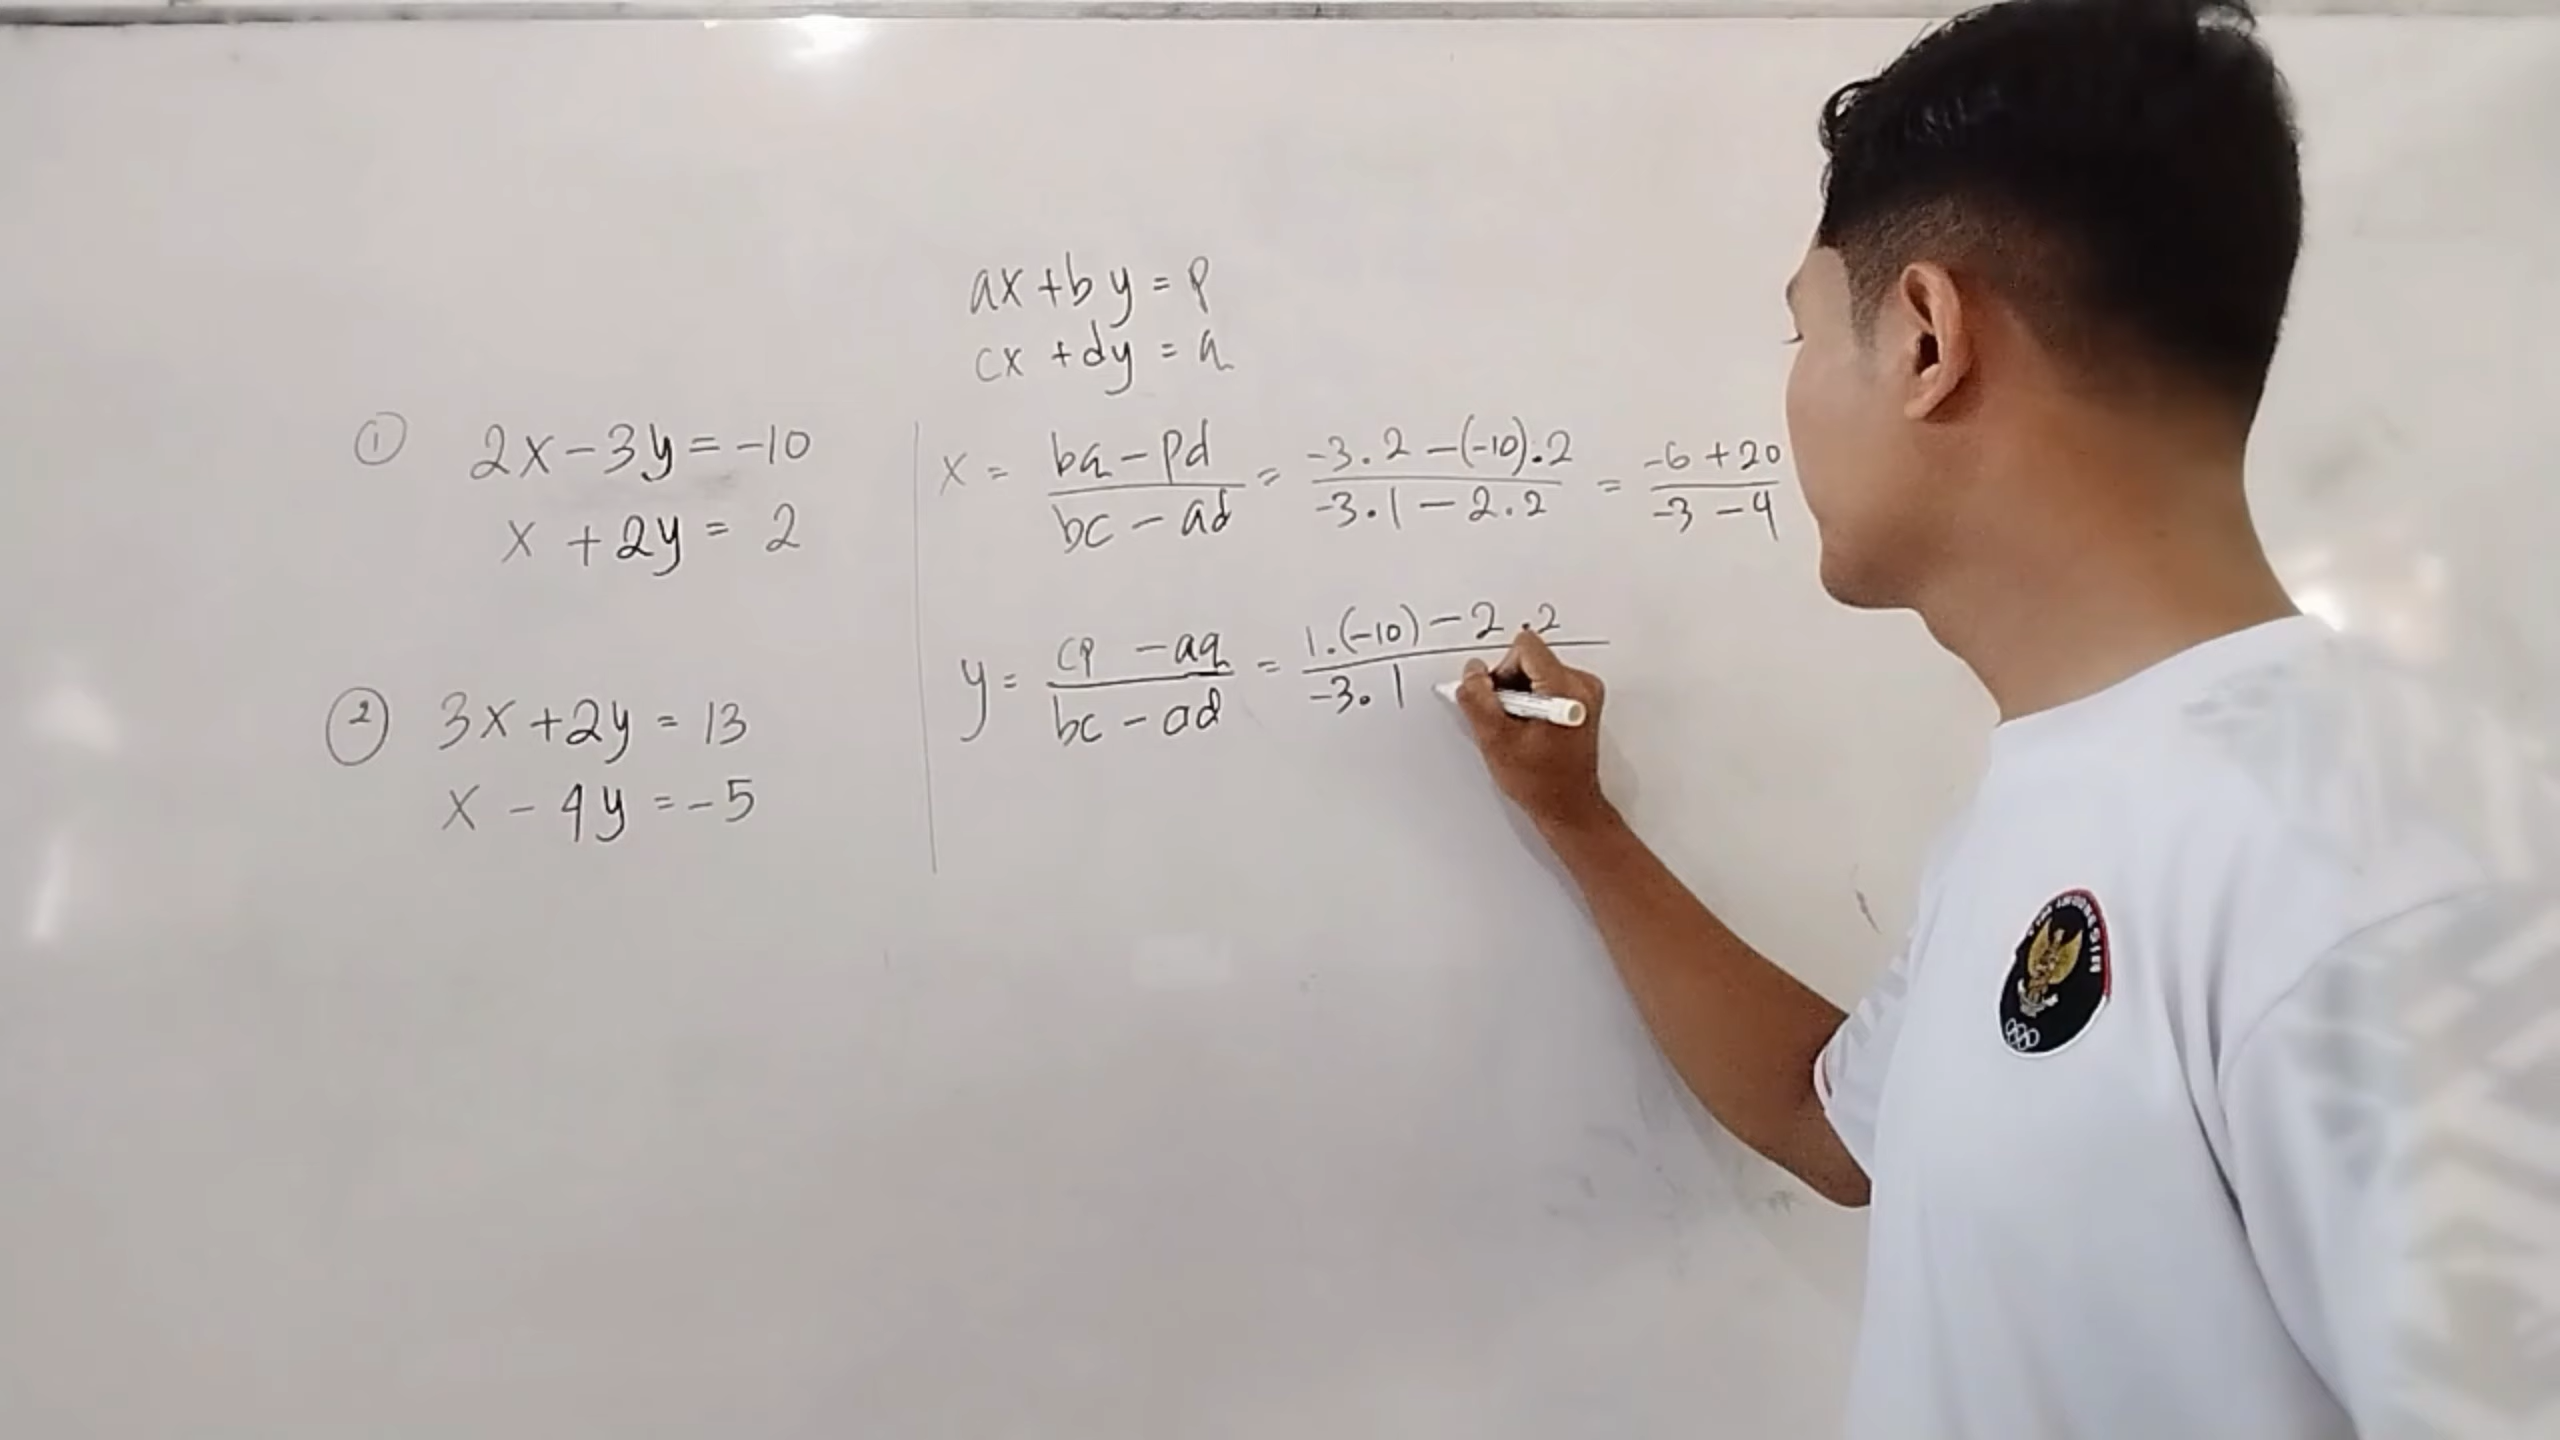 ① 2x - 3y = -10
x + 2y = 2
② 3x + 2y = 13
x - 4y = -5
ax + by = p
cx + dy = q
x = (bq - pd)/(bc - ad) = (-3.2 - (-10).2)/(-3.1 - 2.2) = (-6 + 20)/(-3 - 4)
y = (cp - aq)/(bc - ad) = (1.(-10) - 2.2)/(-3.1
INDONESIA